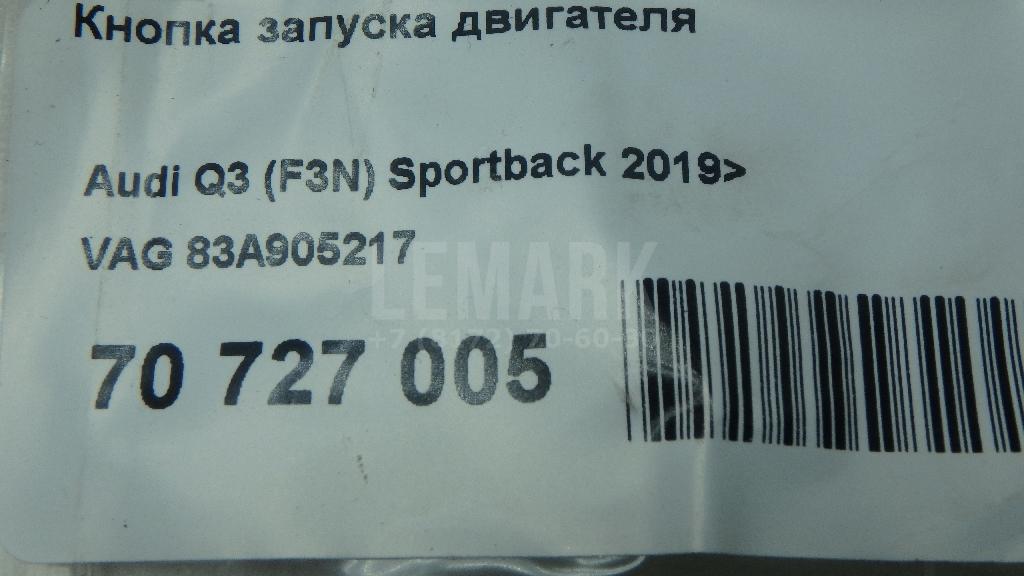 Кнопка запуска двигателя
Audi Q3 (F3N) Sportback 2019>
VAG 83A905217
LEMARK
70 727 005